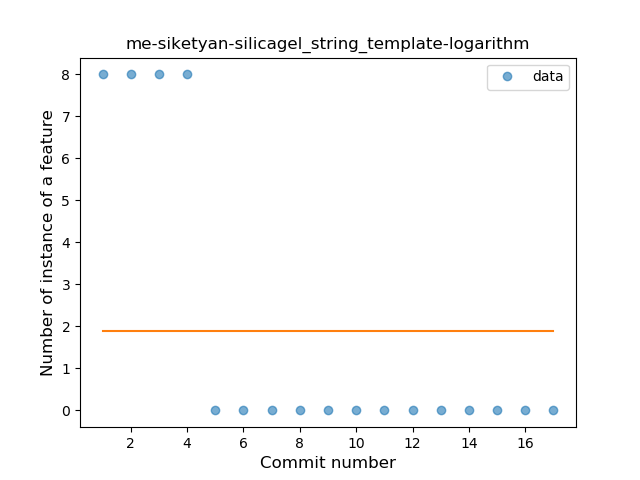 me-siketyan-silicagel_string_template-logarithm
data
Number of instance of a feature
8
7
6
5
4
3
2
1
0
2 4 6 8 10 12 14 16
Commit number